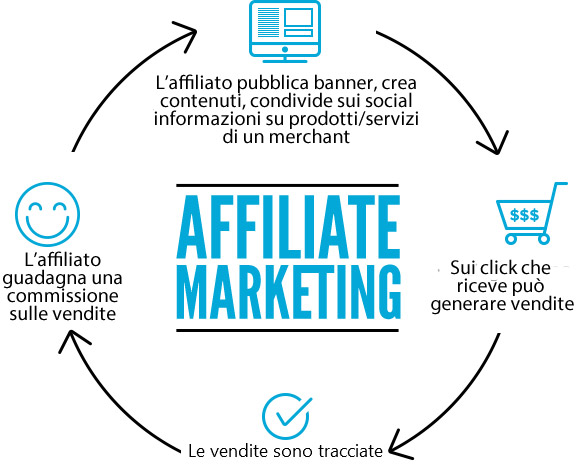 L'affiliato pubblica banner, crea
contenuti, condivide sui social
informazioni su prodotti/servizi
di un merchant
$$$
Sui click che
riceve può
generare vendite
Le vendite sono tracciate
L'affiliato
guadagna una
commissione
sulle vendite
AFFILIATE
MARKETING